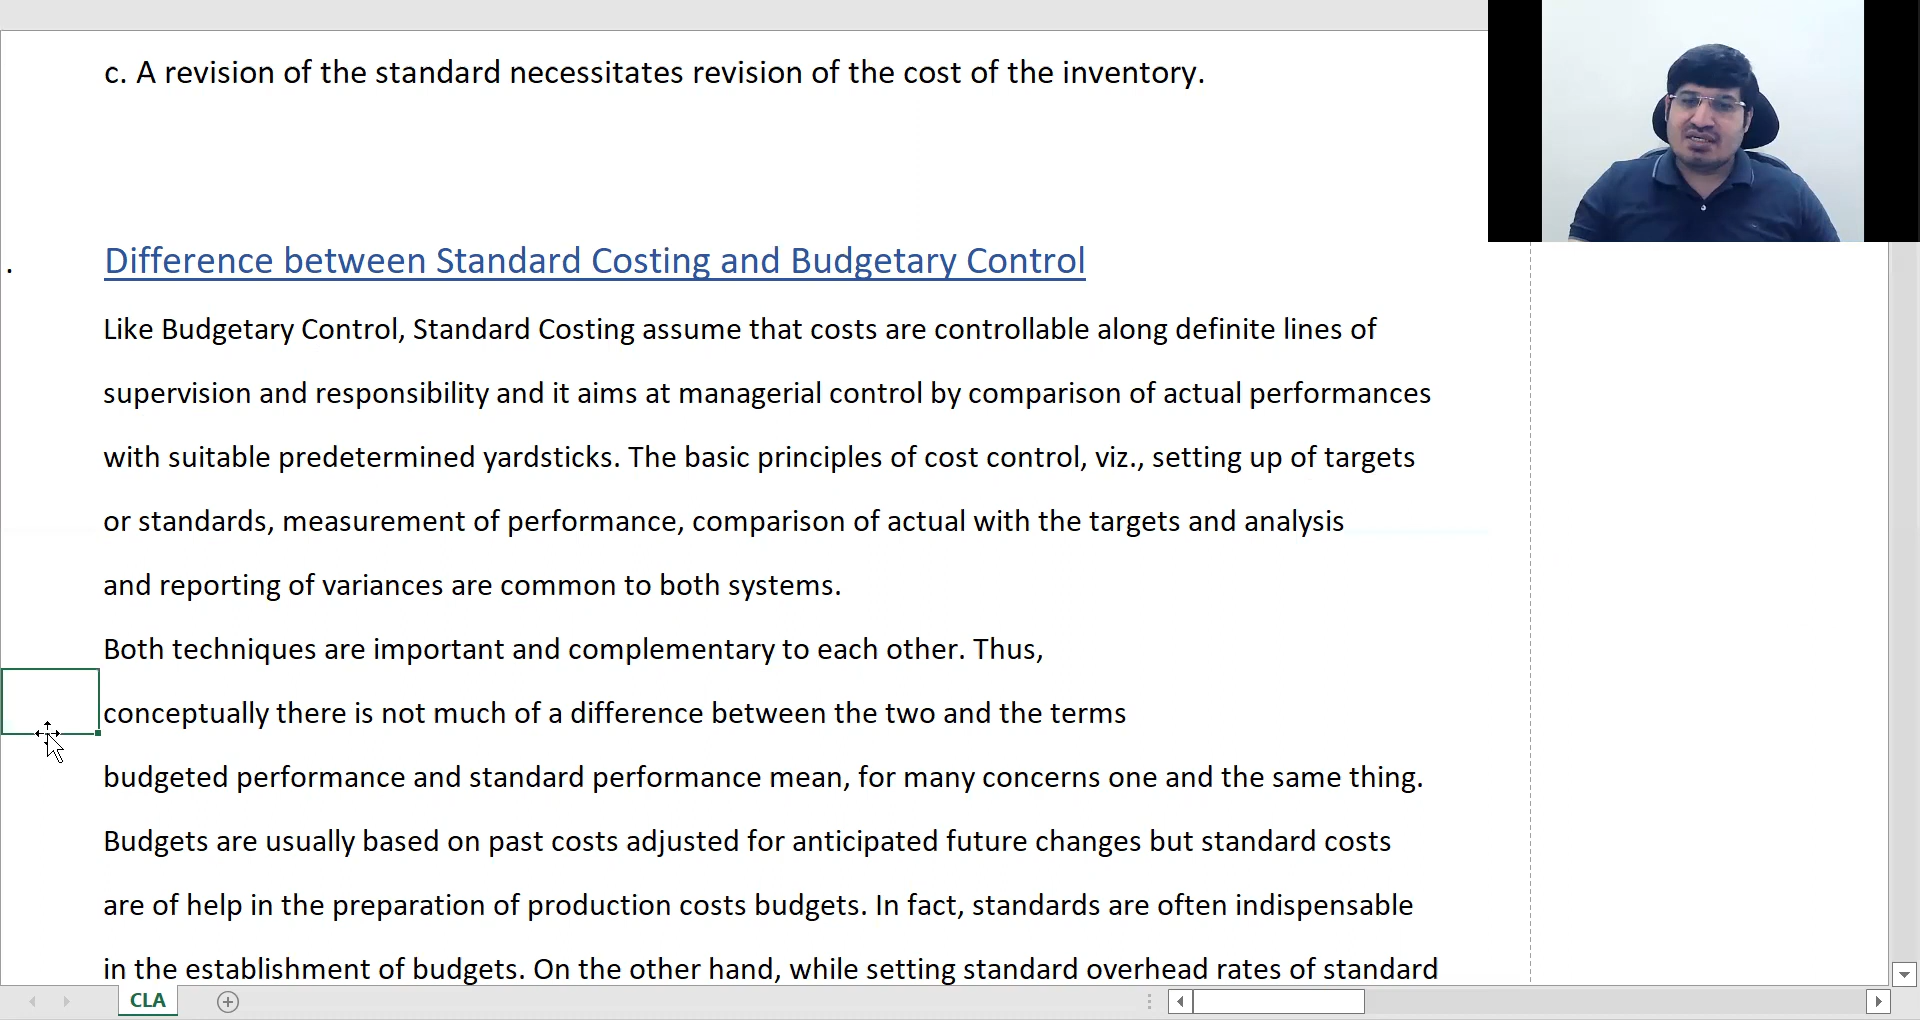 c. A revision of the standard necessitates revision of the cost of the inventory.
.
Difference between Standard Costing and Budgetary Control
Like Budgetary Control, Standard Costing assume that costs are controllable along definite lines of
supervision and responsibility and it aims at managerial control by comparison of actual performances
with suitable predetermined yardsticks. The basic principles of cost control, viz., setting up of targets
or standards, measurement of performance, comparison of actual with the targets and analysis
and reporting of variances are common to both systems.
Both techniques are important and complementary to each other. Thus,
conceptually there is not much of a difference between the two and the terms
budgeted performance and standard performance mean, for many concerns one and the same thing.
Budgets are usually based on past costs adjusted for anticipated future changes but standard costs
are of help in the preparation of production costs budgets. In fact, standards are often indispensable
in the establishment of budgets. On the other hand, while setting standard overhead rates of standard
CLA